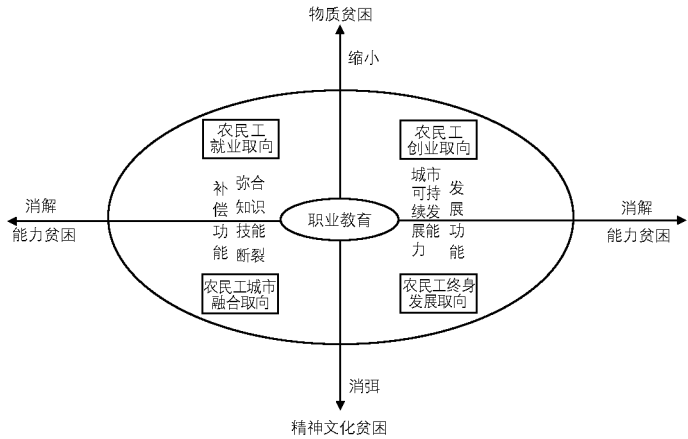 物质贫困
缩小
农民工
就业取向
农民工
创业取向
补偿功能
弥合
知识
技能
断裂
城市
可持
续发
展能
力
发展功能
消解
能力贫困
职业教育
消解
能力贫困
农民工城市
融合取向
农民工终身
发展取向
消弭
精神文化贫困